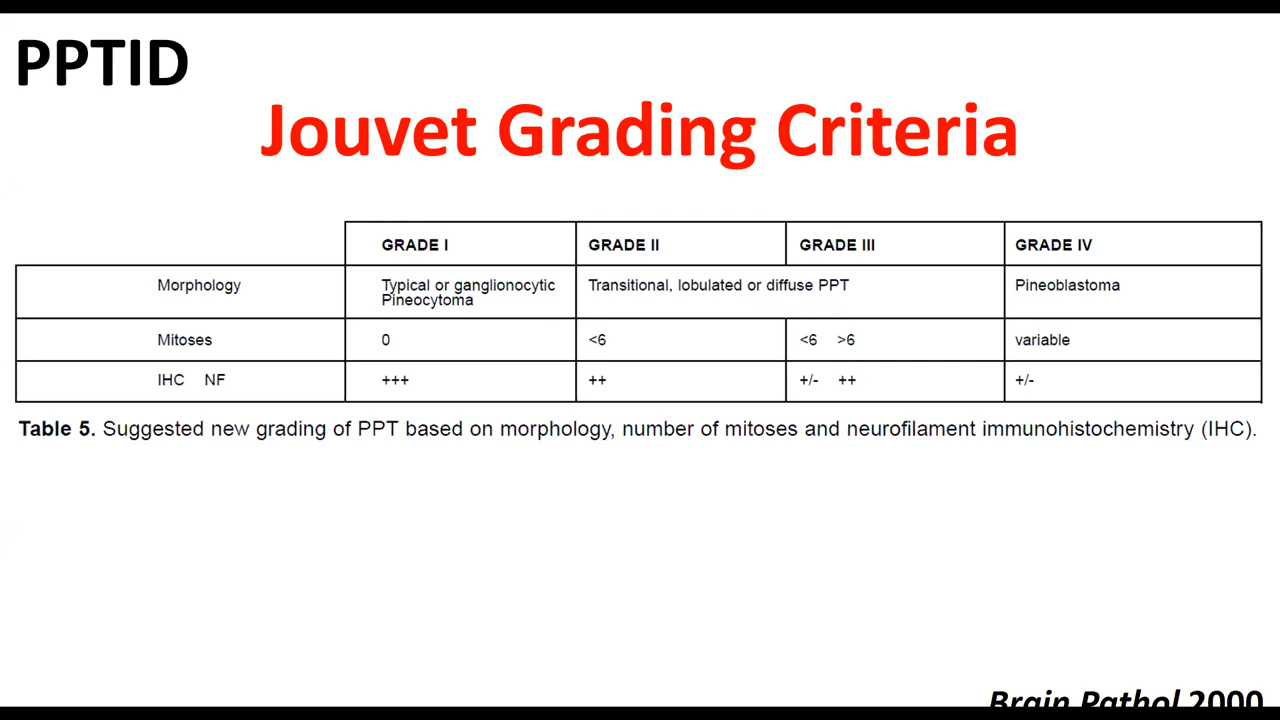 PPTID
Jouvet Grading Criteria
GRADE I GRADE II GRADE III GRADE IV
Morphology Typical or ganglionocytic Transitional, lobulated or diffuse PPT Pineoblastoma
Pineocytoma
Mitoses 0 <6 <6 >6 variable
IHC NF +++ ++ +/- ++ +/-
Table 5. Suggested new grading of PPT based on morphology, number of mitoses and neurofilament immunohistochemistry (IHC).
Brain Pathol 2000